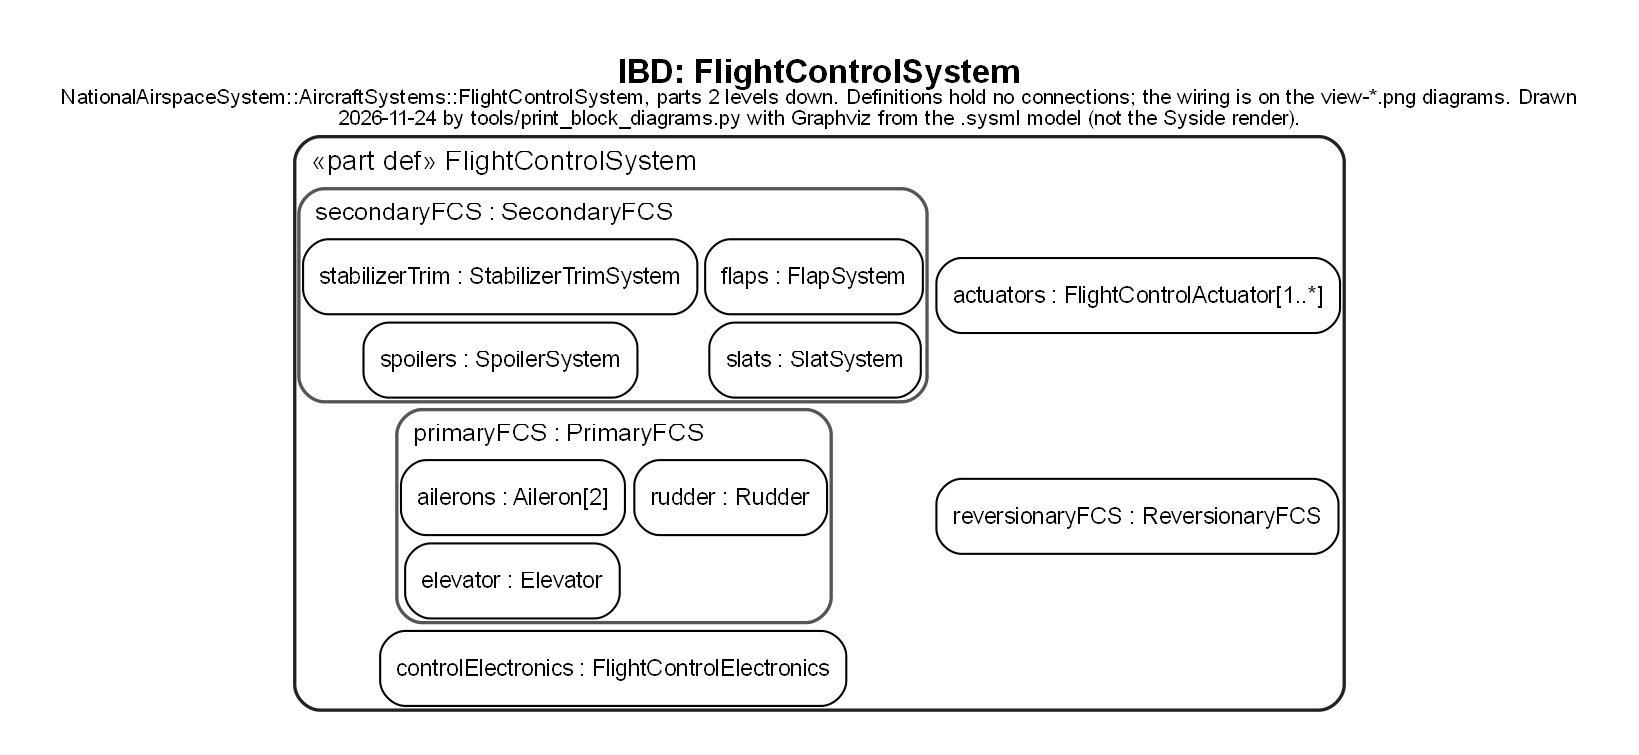 IBD: FlightControlSystem
NationalAirspaceSystem::AircraftSystems::FlightControlSystem, parts 2 levels down. Definitions hold no connections; the wiring is on the view-*.png diagrams. Drawn
2026-11-24 by tools/print_block_diagrams.py with Graphviz from the .sysml model (not the Syside render).
«part def» FlightControlSystem
secondaryFCS : SecondaryFCS
stabilizerTrim : StabilizerTrimSystem
flaps : FlapSystem
actuators : FlightControlActuator[1..*]
spoilers : SpoilerSystem
slats : SlatSystem
primaryFCS : PrimaryFCS
ailerons : Aileron[2]
rudder : Rudder
reversionaryFCS : ReversionaryFCS
elevator : Elevator
controlElectronics : FlightControlElectronics